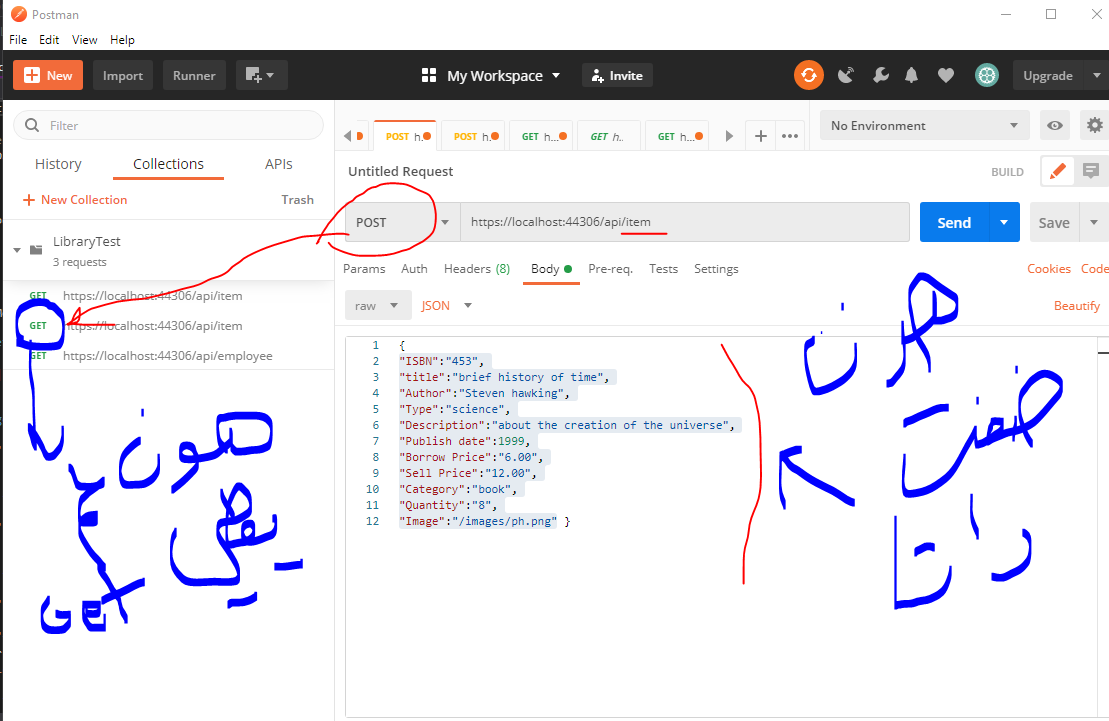 Postman
File Edit View Help
New Import Runner My Workspace Invite Upgrade
Filter
History Collections APIs
+ New Collection Trash
LibraryTest
3 requests
GET https://localhost:44306/api/item
GET https://localhost:44306/api/item
GET https://localhost:44306/api/employee
POST h. POST h. GET h... GET h.. GET h...
No Environment
Untitled Request BUILD
POST https://localhost:44306/api/item Send Save
Params Auth Headers (8) Body Pre-req. Tests Settings Cookies Code
raw JSON Beautify
1 {
2 "ISBN":"453",
3 "title":"brief history of time",
4 "Author":"Steven hawking",
5 "Type":"science",
6 "Description":"about the creation of the universe",
7 "Publish date":1999,
8 "Borrow Price":"6.00",
9 "Sell Price":"12.00",
10 "Category":"book",
11 "Quantity":"8",
12 "Image":"/images/ph.png" }
هون
هون
GET